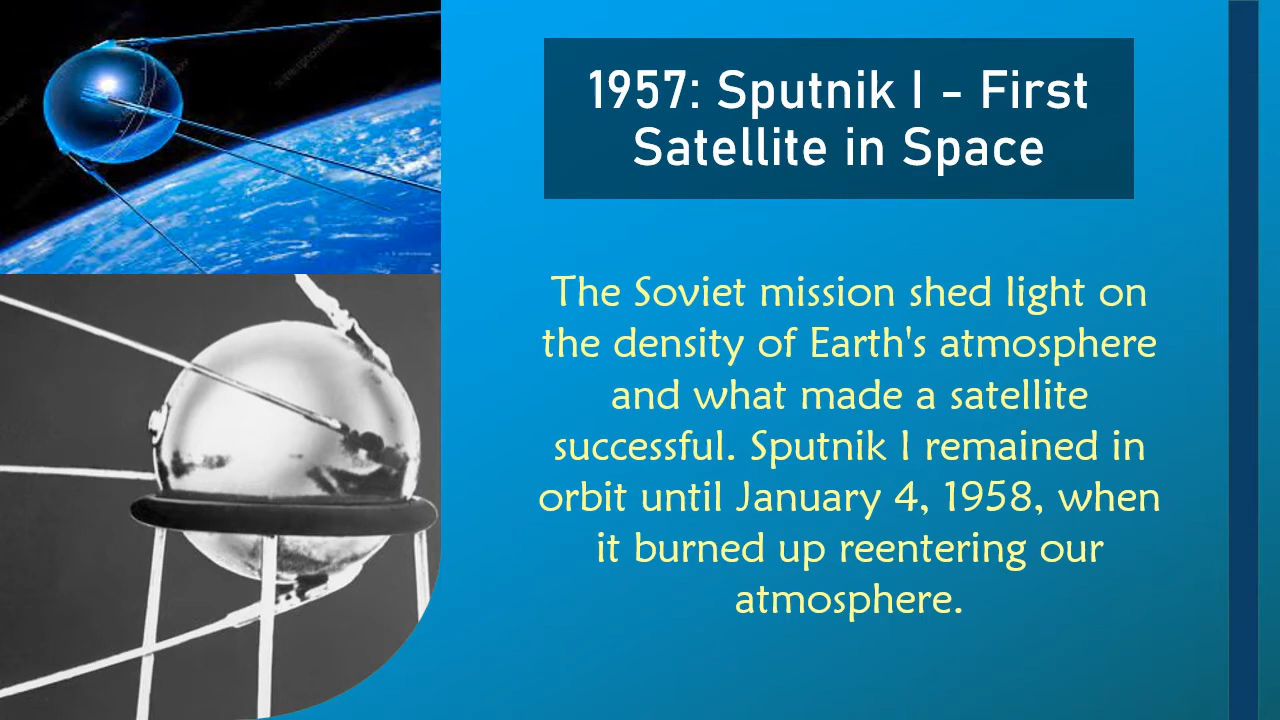 1957: Sputnik I - First
Satellite in Space
The Soviet mission shed light on
the density of Earth's atmosphere
and what made a satellite
successful. Sputnik I remained in
orbit until January 4, 1958, when
it burned up reentering our
atmosphere.